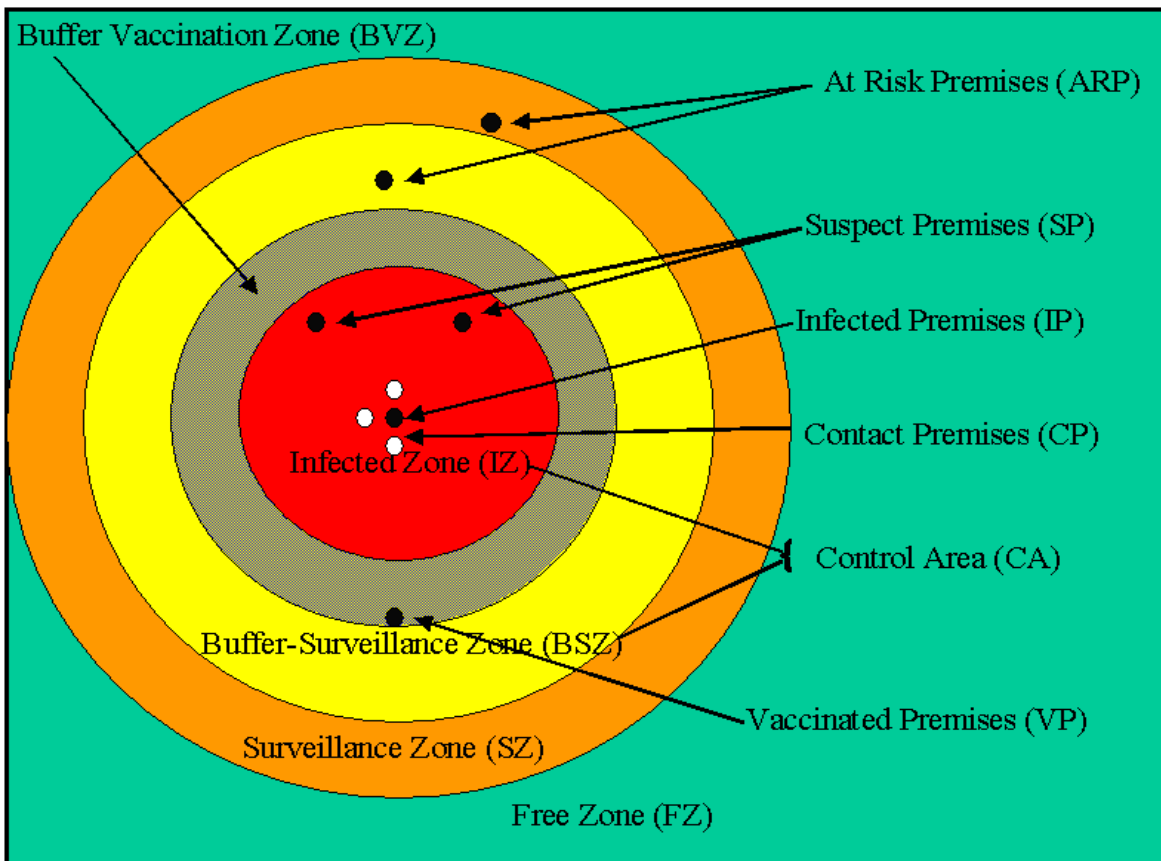 Buffer Vaccination Zone (BVZ)
At Risk Premises (ARP)
Suspect Premises (SP)
Infected Premises (IP)
Contact Premises (CP)
Infected Zone (IZ)
Control Area (CA)
Buffer-Surveillance Zone (BSZ)
Vaccinated Premises (VP)
Surveillance Zone (SZ)
Free Zone (FZ)